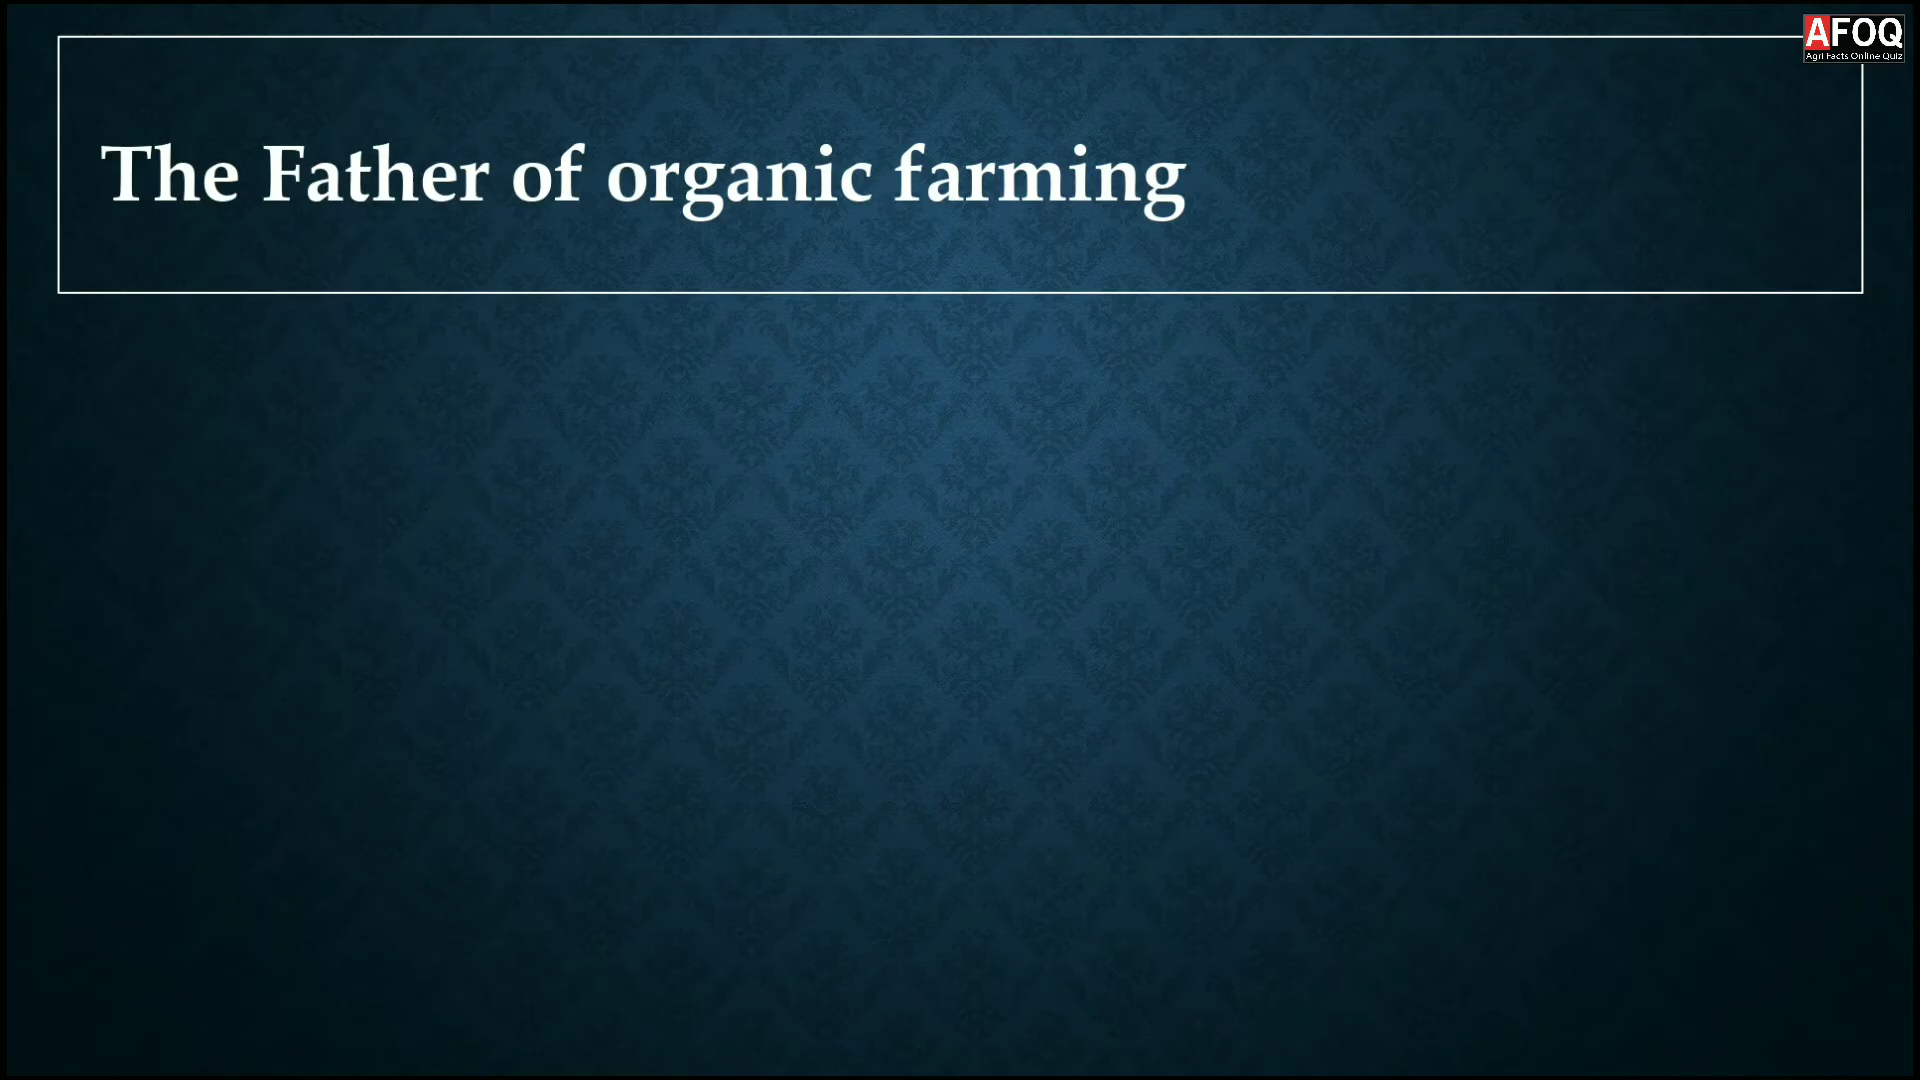 AFOQ
Agri Facts Online Quiz
The Father of organic farming